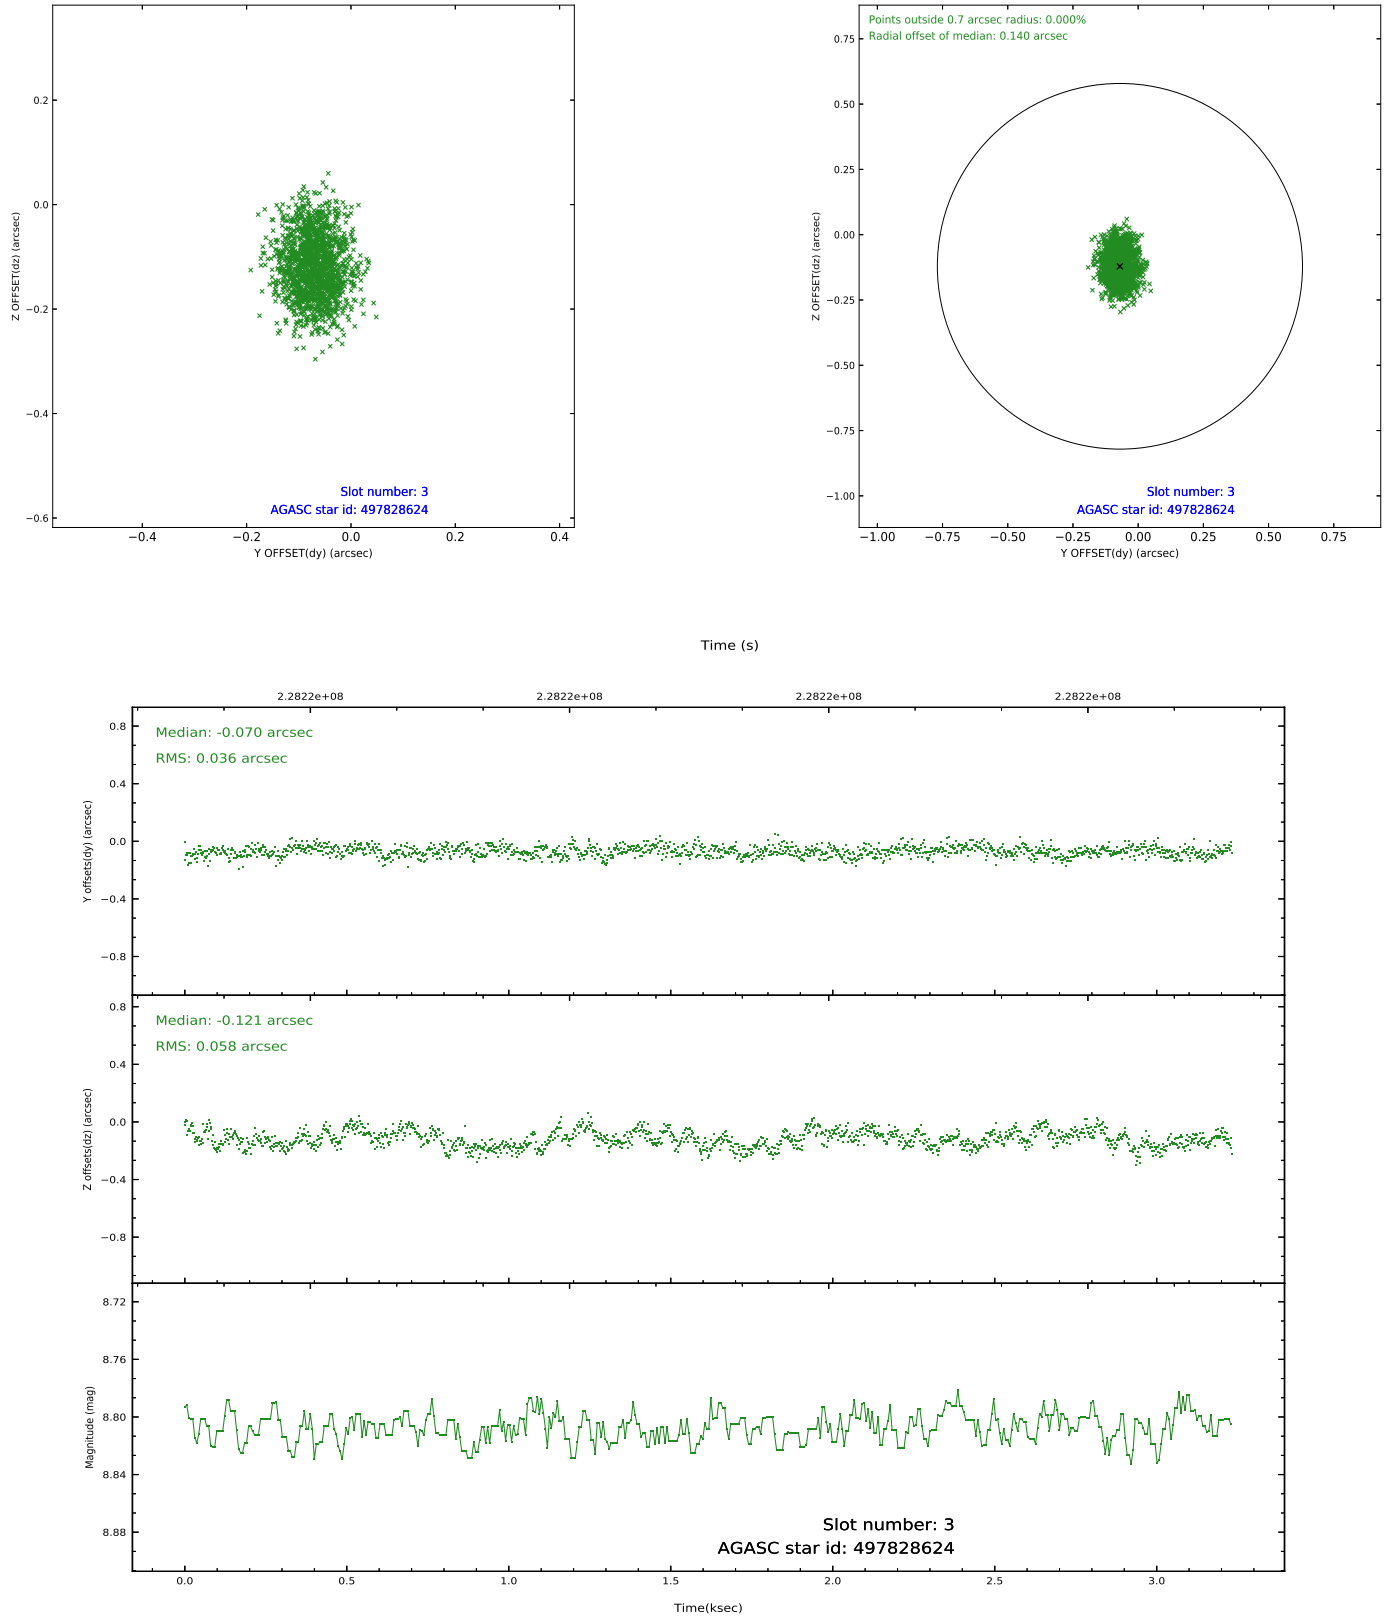 0.2
0.0
−0.2
−0.4
−0.6
Z OFFSET(dz) (arcsec)
Slot number: 3
AGASC star id: 497828624
−0.4 −0.2 0.0 0.2 0.4
Y OFFSET(dy) (arcsec)
Points outside 0.7 arcsec radius: 0.000%
Radial offset of median: 0.140 arcsec
0.75
0.50
0.25
0.00
−0.25
−0.50
−0.75
−1.00
Z OFFSET(dz) (arcsec)
Slot number: 3
AGASC star id: 497828624
−1.00 −0.75 −0.50 −0.25 0.00 0.25 0.50 0.75
Y OFFSET(dy) (arcsec)
Time (s)
2.2822e+08 2.2822e+08 2.2822e+08 2.2822e+08
Median: -0.070 arcsec
RMS: 0.036 arcsec
0.8
0.4
0.0
−0.4
−0.8
Y offsets(dy) (arcsec)
Median: -0.121 arcsec
RMS: 0.058 arcsec
0.8
0.4
0.0
−0.4
−0.8
Z offsets(dz) (arcsec)
8.72
8.76
8.80
8.84
8.88
Magnitude (mag)
Slot number: 3
AGASC star id: 497828624
0.0 0.5 1.0 1.5 2.0 2.5 3.0
Time(ksec)